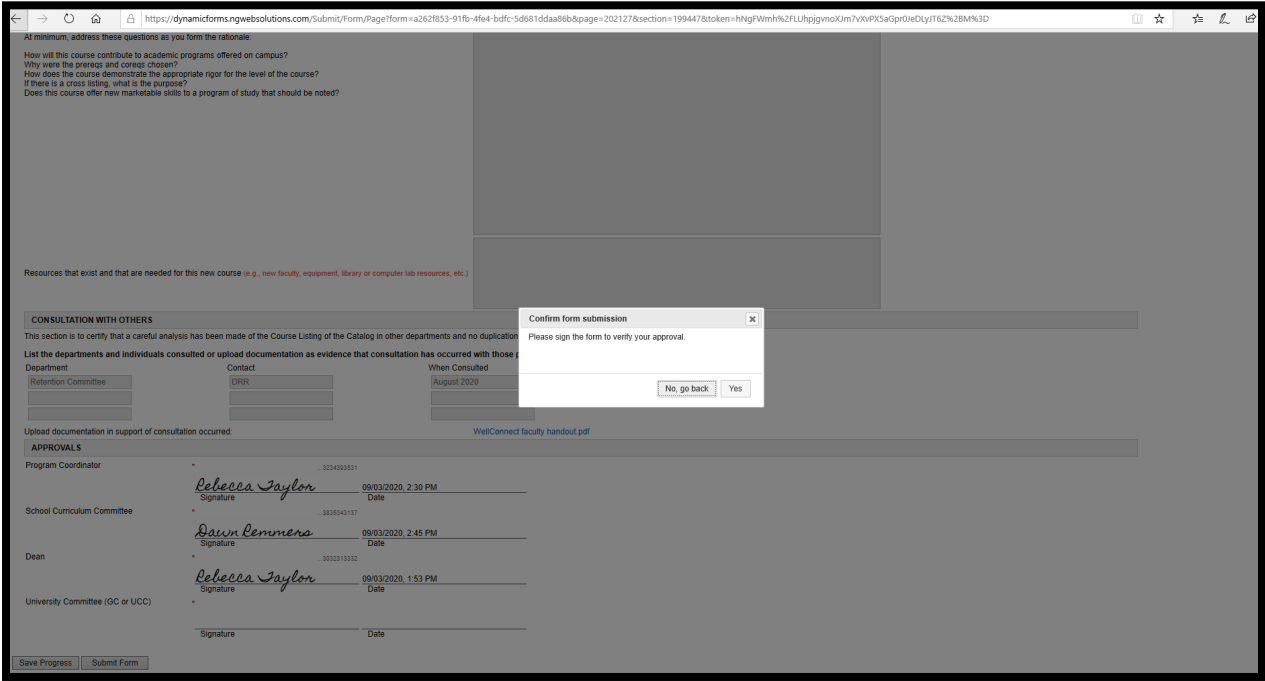 https://dynamicforms.ngwebsolutions.com/Submit/Form/Page?form=a262f853-91fb-4fe4-bdfc-5d681ddaa86b&page=202127&section=199447&token=hNgFWmh%2FLUhpjgvnoXJm7vXvPX5aGpr0JeDLyJT6Z%2BM%3D
At minimum, address these questions as you form the rationale:
How will this course contribute to academic programs offered on campus?
Why were the prereqs and coreqs chosen?
How does the course demonstrate the appropriate rigor for the level of the course?
If there is a cross listing, what is the purpose?
Does this course offer new marketable skills to a program of study that should be noted?
Resources that exist and that are needed for this new course (e.g., new faculty, equipment, library or computer lab resources, etc.)
CONSULTATION WITH OTHERS
This section is to certify that a careful analysis has been made of the Course Listing of the Catalog in other departments and no duplication
List the departments and individuals consulted or upload documentation as evidence that consultation has occurred with those
Department Contact When Consulted
Retention Committee DRR August 2020
Confirm form submission
Please sign the form to verify your approval.
No, go back Yes
Upload documentation in support of consultation occurred: WellConnect faculty handout.pdf
APPROVALS
Program Coordinator * ...3234393531
Rebecca Taylor 09/03/2020, 2:30 PM
Signature Date
School Curriculum Committee * ...3835343137
Dawn Remmers 09/03/2020, 2:45 PM
Signature Date
Dean * ...3032313332
Rebecca Taylor 09/03/2020, 1:53 PM
Signature Date
University Committee (GC or UCC) *
Signature Date
Save Progress Submit Form